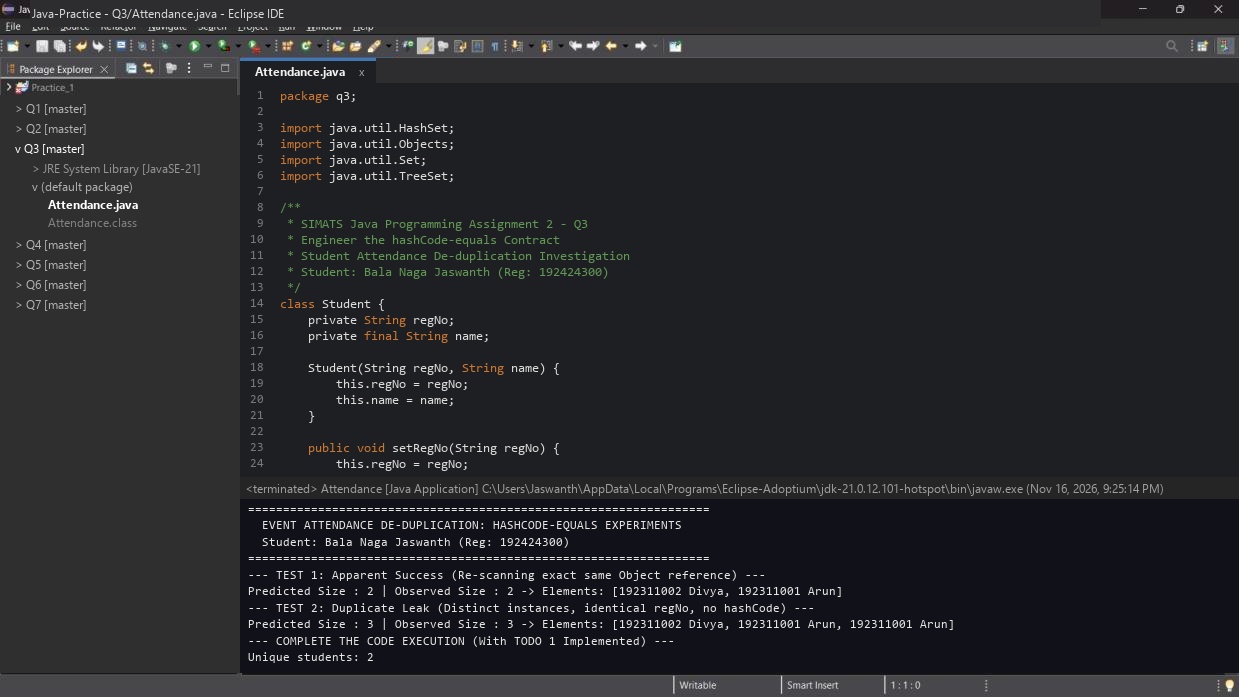 Java-Practice - Q3/Attendance.java - Eclipse IDE
File Edit Source Refactor Navigate Search Project Run Window Help
Package Explorer
Practice_1
> Q1 [master]
> Q2 [master]
v Q3 [master]
> JRE System Library [JavaSE-21]
v (default package)
Attendance.java
Attendance.class
> Q4 [master]
> Q5 [master]
> Q6 [master]
> Q7 [master]
Attendance.java x
1 package q3;
2
3 import java.util.HashSet;
4 import java.util.Objects;
5 import java.util.Set;
6 import java.util.TreeSet;
7
8 /**
9 * SIMATS Java Programming Assignment 2 - Q3
10 * Engineer the hashCode-equals Contract
11 * Student Attendance De-duplication Investigation
12 * Student: Bala Naga Jaswanth (Reg: 192424300)
13 */
14 class Student {
15 private String regNo;
16 private final String name;
17
18 Student(String regNo, String name) {
19 this.regNo = regNo;
20 this.name = name;
21 }
22
23 public void setRegNo(String regNo) {
24 this.regNo = regNo;
<terminated> Attendance [Java Application] C:\Users\Jaswanth\AppData\Local\Programs\Eclipse-Adoptium\jdk-21.0.12.101-hotspot\bin\javaw.exe (Nov 16, 2026, 9:25:14 PM)
==================================================================
EVENT ATTENDANCE DE-DUPLICATION: HASHCODE-EQUALS EXPERIMENTS
Student: Bala Naga Jaswanth (Reg: 192424300)
==================================================================
--- TEST 1: Apparent Success (Re-scanning exact same Object reference) ---
Predicted Size : 2 | Observed Size : 2 -> Elements: [192311002 Divya, 192311001 Arun]
--- TEST 2: Duplicate Leak (Distinct instances, identical regNo, no hashCode) ---
Predicted Size : 3 | Observed Size : 3 -> Elements: [192311002 Divya, 192311001 Arun, 192311001 Arun]
--- COMPLETE THE CODE EXECUTION (With TODO 1 Implemented) ---
Unique students: 2
Writable
Smart Insert
1 : 1 : 0